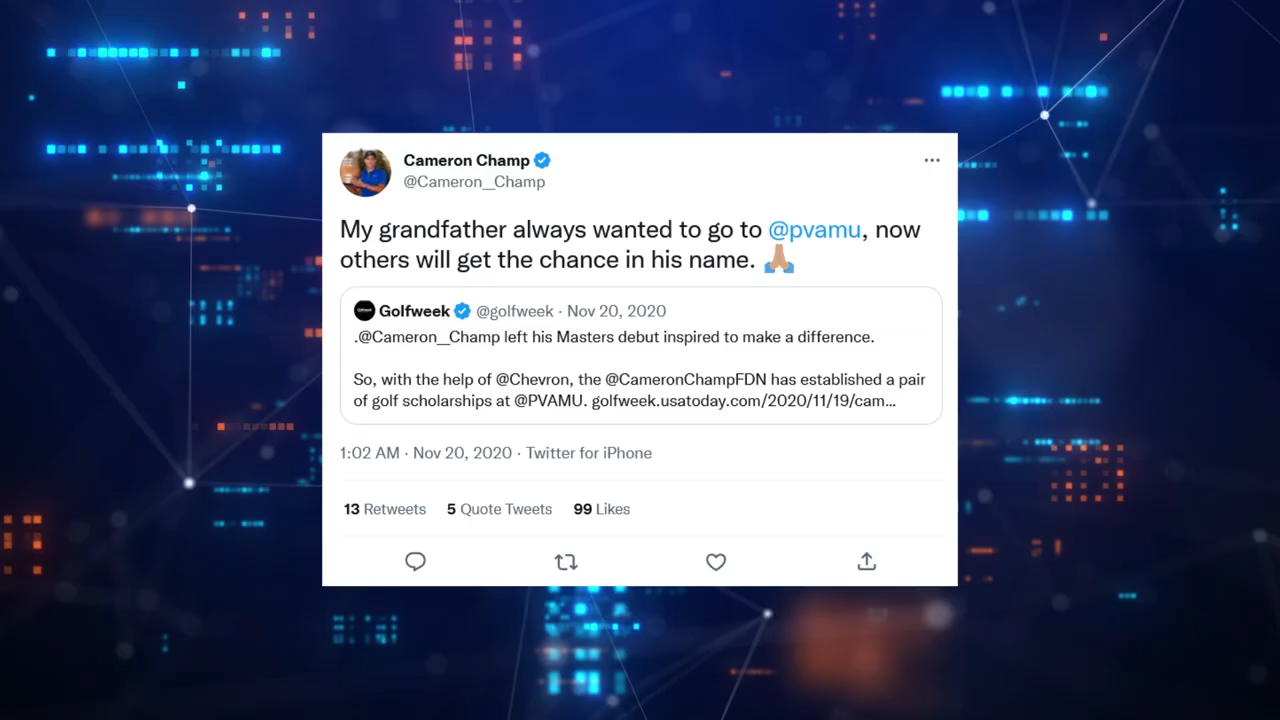 Cameron Champ
@Cameron__Champ
My grandfather always wanted to go to @pvamu, now
others will get the chance in his name. 🙏🏽
Golfweek @golfweek · Nov 20, 2020
.@Cameron__Champ left his Masters debut inspired to make a difference.
So, with the help of @Chevron, the @CameronChampFDN has established a pair
of golf scholarships at @PVAMU. golfweek.usatoday.com/2020/11/19/cam...
1:02 AM · Nov 20, 2020 · Twitter for iPhone
13 Retweets 5 Quote Tweets 99 Likes